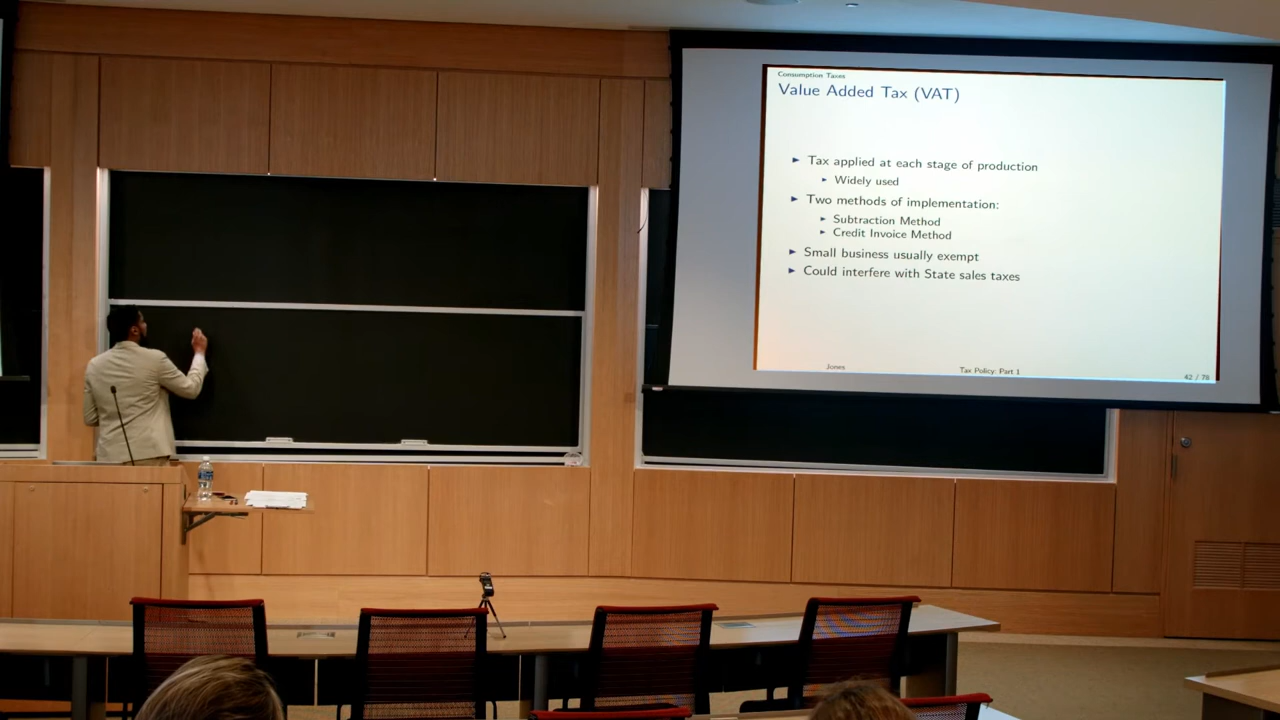 Consumption Taxes
Value Added Tax (VAT)
Tax applied at each stage of production
Widely used
Two methods of implementation:
Subtraction Method
Credit Invoice Method
Small business usually exempt
Could interfere with State sales taxes
Jones
Tax Policy: Part 1
42 / 78